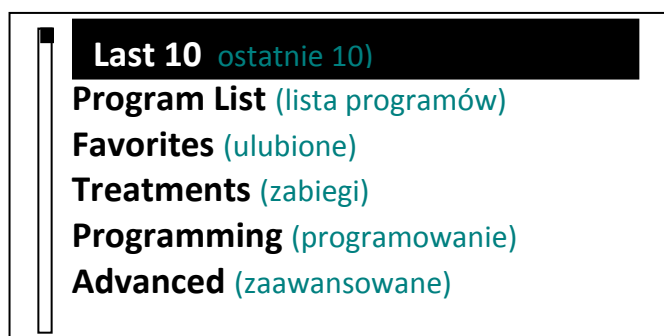 Last 10 ostatnie 10)
Program List (lista programów)
Favorites (ulubione)
Treatments (zabiegi)
Programming (programowanie)
Advanced (zaawansowane)